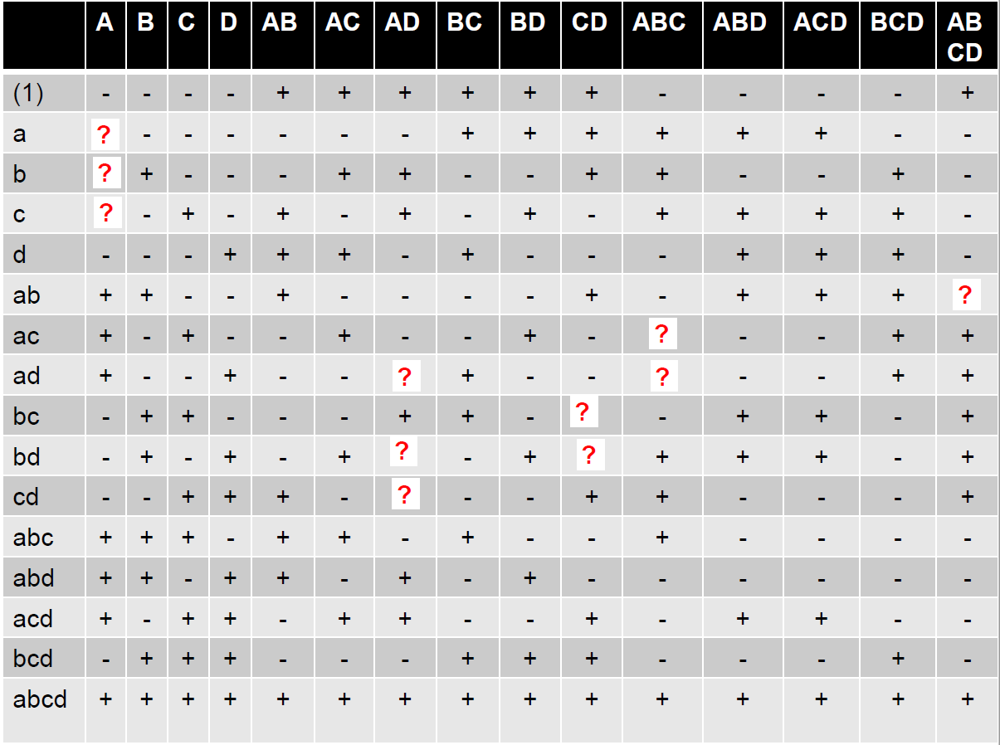 A B C D AB AC AD BC BD CD ABC ABD ACD BCD AB
CD
(1) - - - - + + + + + + - - - - +
a ? - - - - - - + + + + + + - -
b ? + - - - + + - - + + - - + -
c ? - + - + - + - + - + + + + -
d - - - + + + - + - - - + + + -
ab + + - - + - - - - + - + + + ?
ac + - + - - + - - + - ? - - + +
ad + - - + - - ? + - - ? - - + +
bc - + + - - - + + - ? - + + - +
bd - + - + - + ? - + ? + + + - +
cd - - + + + - ? - - + + - - - +
abc + + + - + + - + - - + - - - -
abd + + - + + - + - + - - - - - -
acd + - + + - + + - - + - + + - -
bcd - + + + - - - + + + - - - + -
abcd + + + + + + + + + + + + + + +